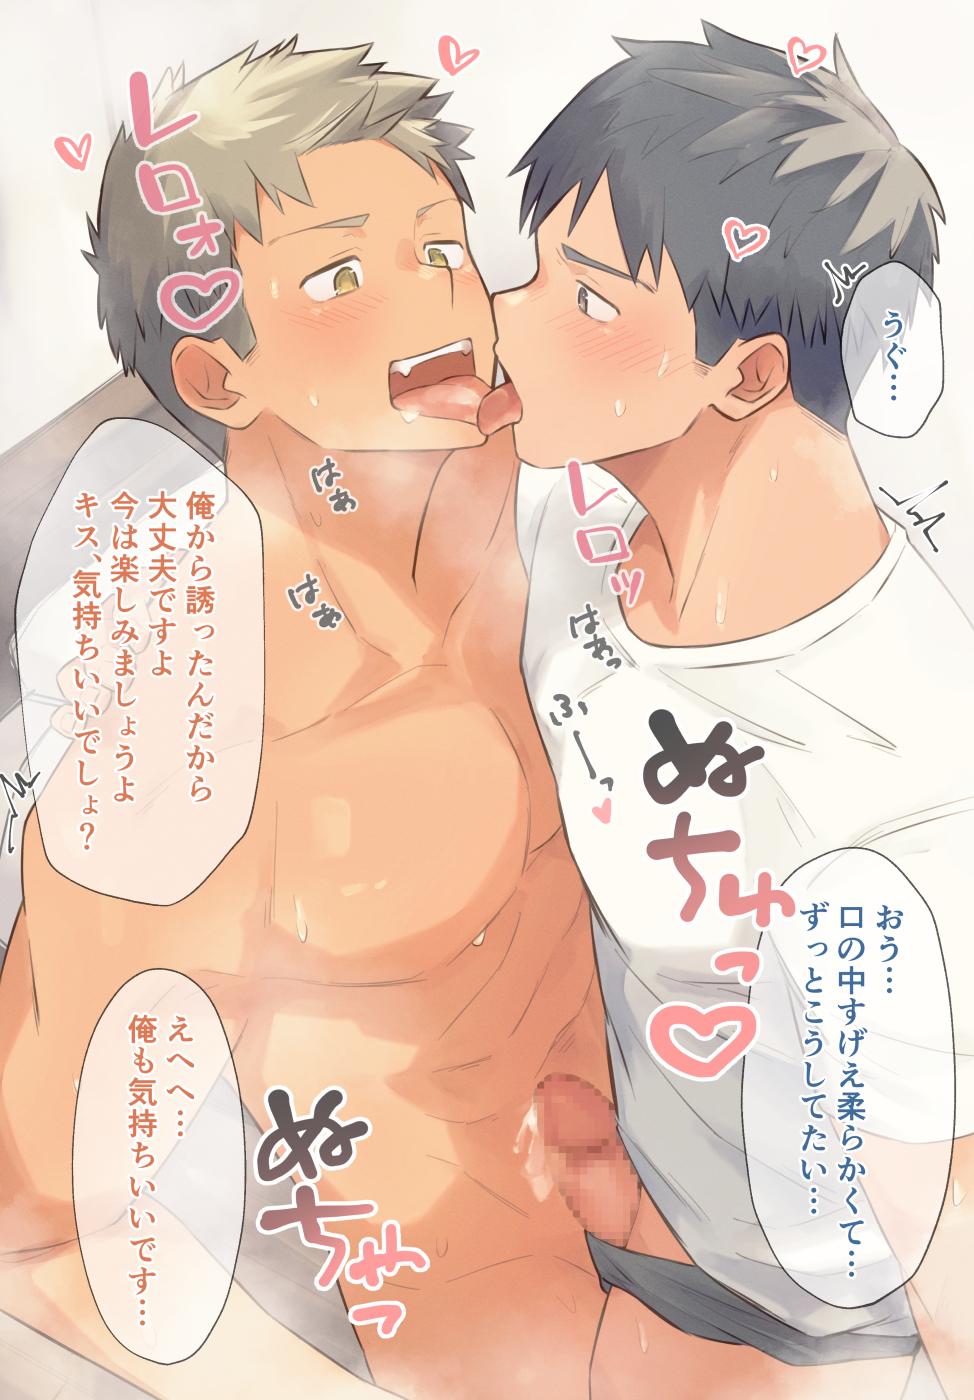 うぐ…
レロォ♡
レロッ
俺から誘ったんだから
大丈夫ですよ
今は楽しみましょうよ
キス、気持ちいいでしょ？
はぁ
はぁ
はわっ
ふーっ
ぬちゅっ♡
おう…
口の中すげえ柔らかくて…
ずっとこうしてたい…
えへへ…
俺も気持ちいいです…
ぬちゃっ